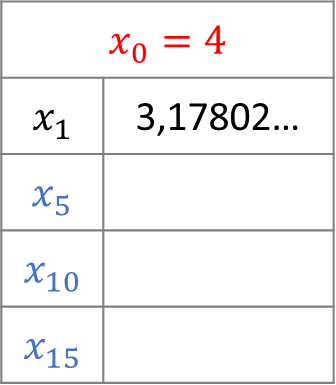 x₀ = 4
x₁ 3,17802...
x₅
x₁₀
x₁₅